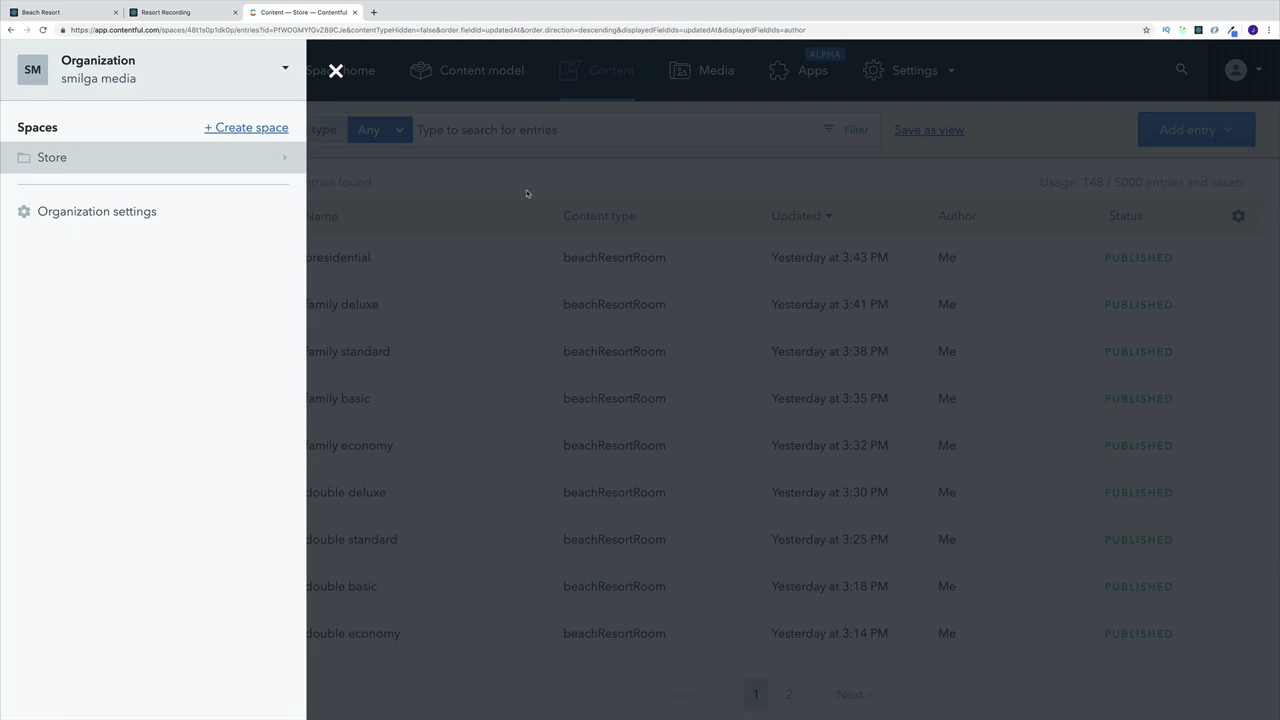 Beach Resort
Resort Recording
Content — Store — Contentful
https://app.contentful.com/spaces/48t1s0p1dk0p/entries?id=PfWOGMYfGvZ89CJe&contentTypeHidden=false&order.fieldId=updatedAt&order.direction=descending&displayedFieldIds=updatedAt&displayedFieldIds=author
SM
Organization
smilga media
Space home
Content model
Content
Media
ALPHA
Apps
Settings
Spaces
+ Create space
type
Any
Type to search for entries
Filter
Save as view
Add entry
Store
entries found
Usage: 148 / 5000 entries and assets
Organization settings
Name
Content type
Updated
Author
Status
presidential
beachResortRoom
Yesterday at 3:43 PM
Me
PUBLISHED
family deluxe
beachResortRoom
Yesterday at 3:41 PM
Me
PUBLISHED
family standard
beachResortRoom
Yesterday at 3:38 PM
Me
PUBLISHED
family basic
beachResortRoom
Yesterday at 3:35 PM
Me
PUBLISHED
family economy
beachResortRoom
Yesterday at 3:32 PM
Me
PUBLISHED
double deluxe
beachResortRoom
Yesterday at 3:30 PM
Me
PUBLISHED
double standard
beachResortRoom
Yesterday at 3:25 PM
Me
PUBLISHED
double basic
beachResortRoom
Yesterday at 3:18 PM
Me
PUBLISHED
double economy
beachResortRoom
Yesterday at 3:14 PM
Me
PUBLISHED
Previous
1
2
Next ›